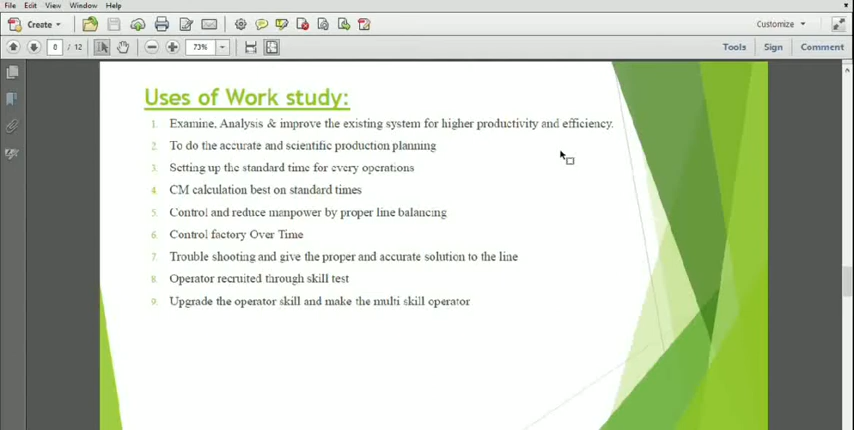 File Edit View Window Help
Create
Customize
8 / 12
73%
Tools Sign Comment
Uses of Work study:
1. Examine, Analysis & improve the existing system for higher productivity and efficiency.
2. To do the accurate and scientific production planning
3. Setting up the standard time for every operations
4. CM calculation best on standard times
5. Control and reduce manpower by proper line balancing
6. Control factory Over Time
7. Trouble shooting and give the proper and accurate solution to the line
8. Operator recruited through skill test
9. Upgrade the operator skill and make the multi skill operator